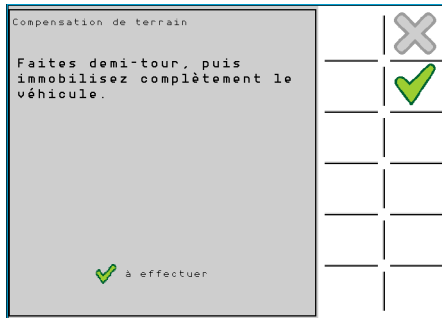 Compensation de terrain
Faites demi-tour, puis
immobilisez complètement le
véhicule.
à effectuer